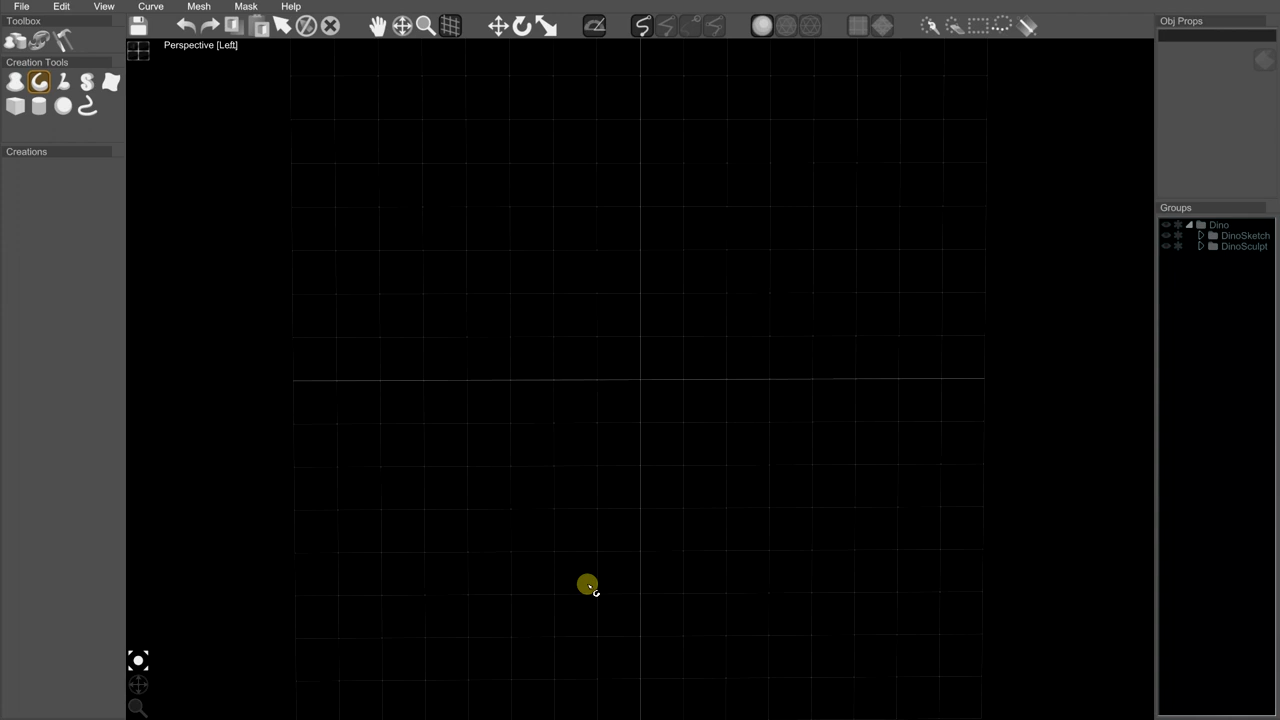 File Edit View Curve Mesh Mask Help
Toolbox
Creation Tools
Creations
Perspective [Left]
Obj Props
Groups
Dino
DinoSketch
DinoSculpt